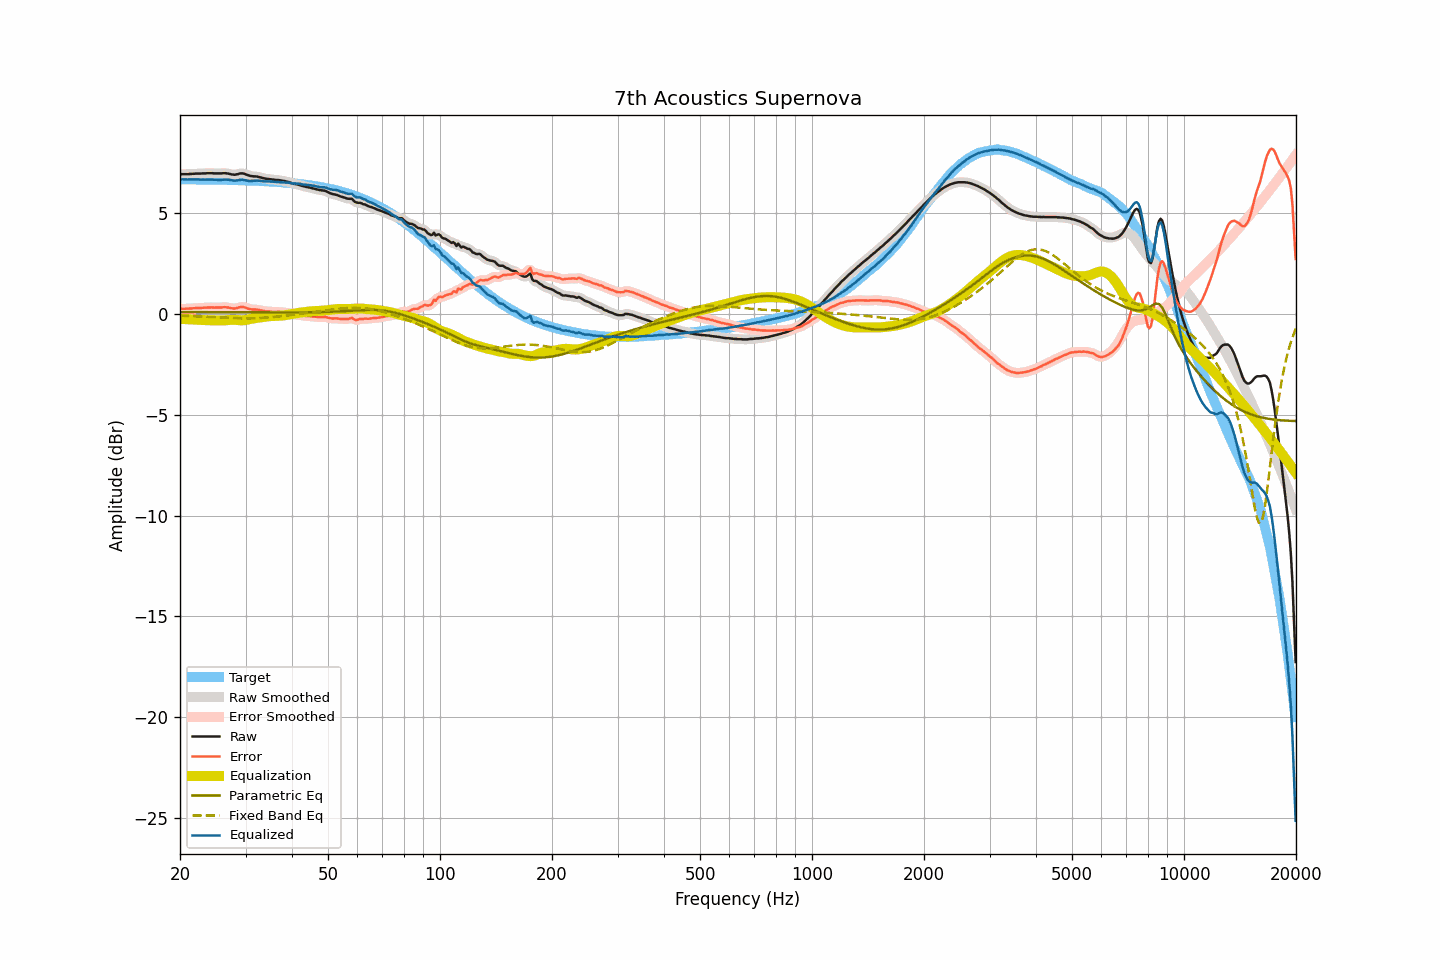 7th Acoustics Supernova
Amplitude (dBr)
5
0
−5
−10
−15
−20
−25
Target
Raw Smoothed
Error Smoothed
Raw
Error
Equalization
Parametric Eq
Fixed Band Eq
Equalized
20 50 100 200 500 1000 2000 5000 10000 20000
Frequency (Hz)